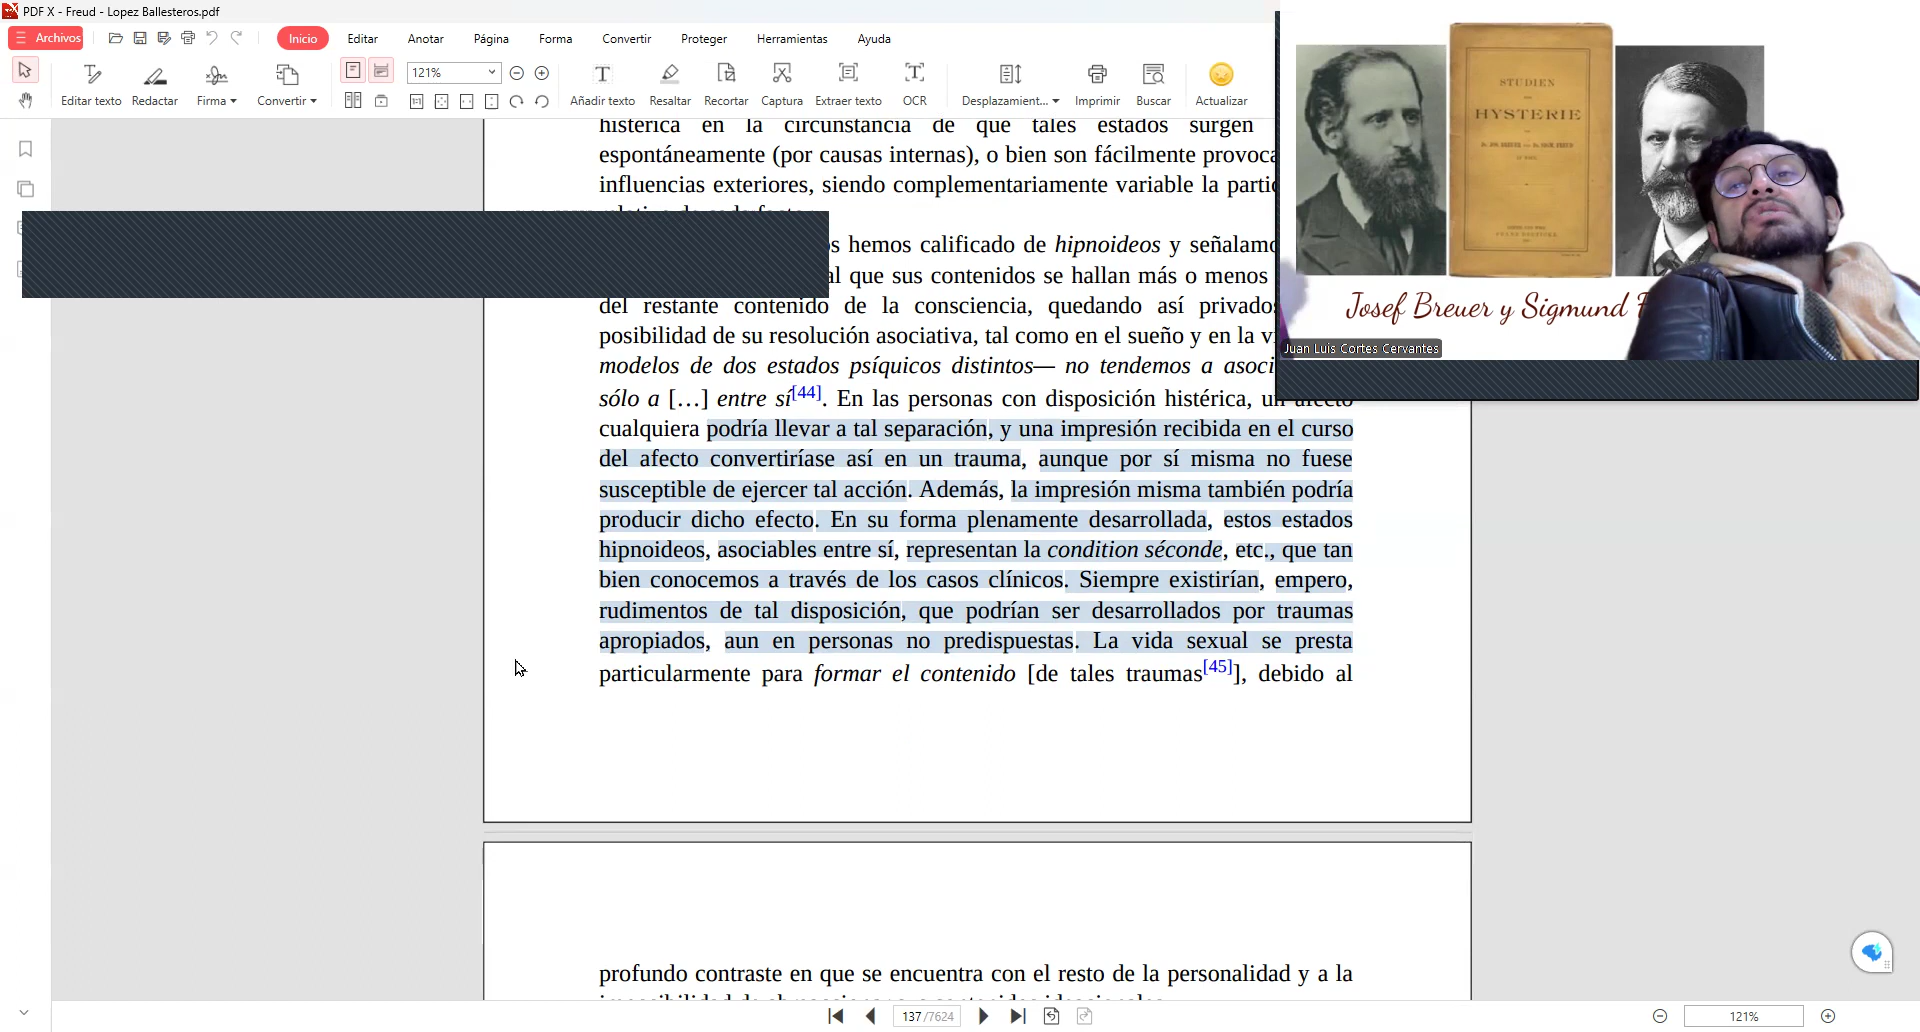 PDF X - Freud - Lopez Ballesteros.pdf
Archivos
Inicio
Editar
Anotar
Página
Forma
Convertir
Proteger
Herramientas
Ayuda
Editar texto
Redactar
Firma
Convertir
121%
Añadir texto
Resaltar
Recortar
Captura
Extraer texto
OCR
Desplazamient...
Imprimir
Buscar
Actualizar
histérica en la circunstancia de que tales estados surgen
espontáneamente (por causas internas), o bien son fácilmente
influencias exteriores, siendo complementariamente variable la
hemos calificado de hipnoideos y
que sus contenidos se hallan más o menos
del restante contenido de la consciencia, quedando así
posibilidad de su resolución asociativa, tal como en el sueño y en la
modelos de dos estados psíquicos distintos— no tendemos a
sólo a […] entre sí[44]. En las personas con disposición histérica, un afecto
cualquiera podría llevar a tal separación, y una impresión recibida en el curso
del afecto convertiríase así en un trauma, aunque por sí misma no fuese
susceptible de ejercer tal acción. Además, la impresión misma también podría
producir dicho efecto. En su forma plenamente desarrollada, estos estados
hipnoideos, asociables entre sí, representan la condition séconde, etc., que tan
bien conocemos a través de los casos clínicos. Siempre existirían, empero,
rudimentos de tal disposición, que podrían ser desarrollados por traumas
apropiados, aun en personas no predispuestas. La vida sexual se presta
particularmente para formar el contenido [de tales traumas[45]], debido al
profundo contraste en que se encuentra con el resto de la personalidad y a la
STUDIEN
HYSTERIE
Josef Breuer y Sigmund
Juan Luis Cortes Cervantes
137 /7624
121%